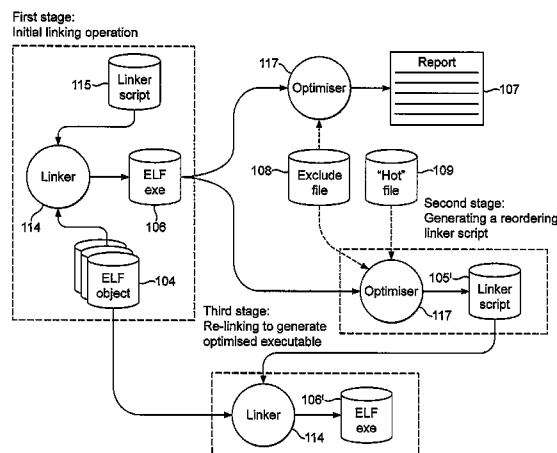 First stage:
Initial linking operation
115
Linker
script
Linker
114
ELF
exe
106
ELF
object
104
117
Optimiser
Report
107
108
Exclude
file
"Hot"
file
109
Second stage:
Generating a reordering
linker script
Optimiser
117
105'
Linker
script
Third stage:
Re-linking to generate
optimised executable
Linker
114
106'
ELF
exe